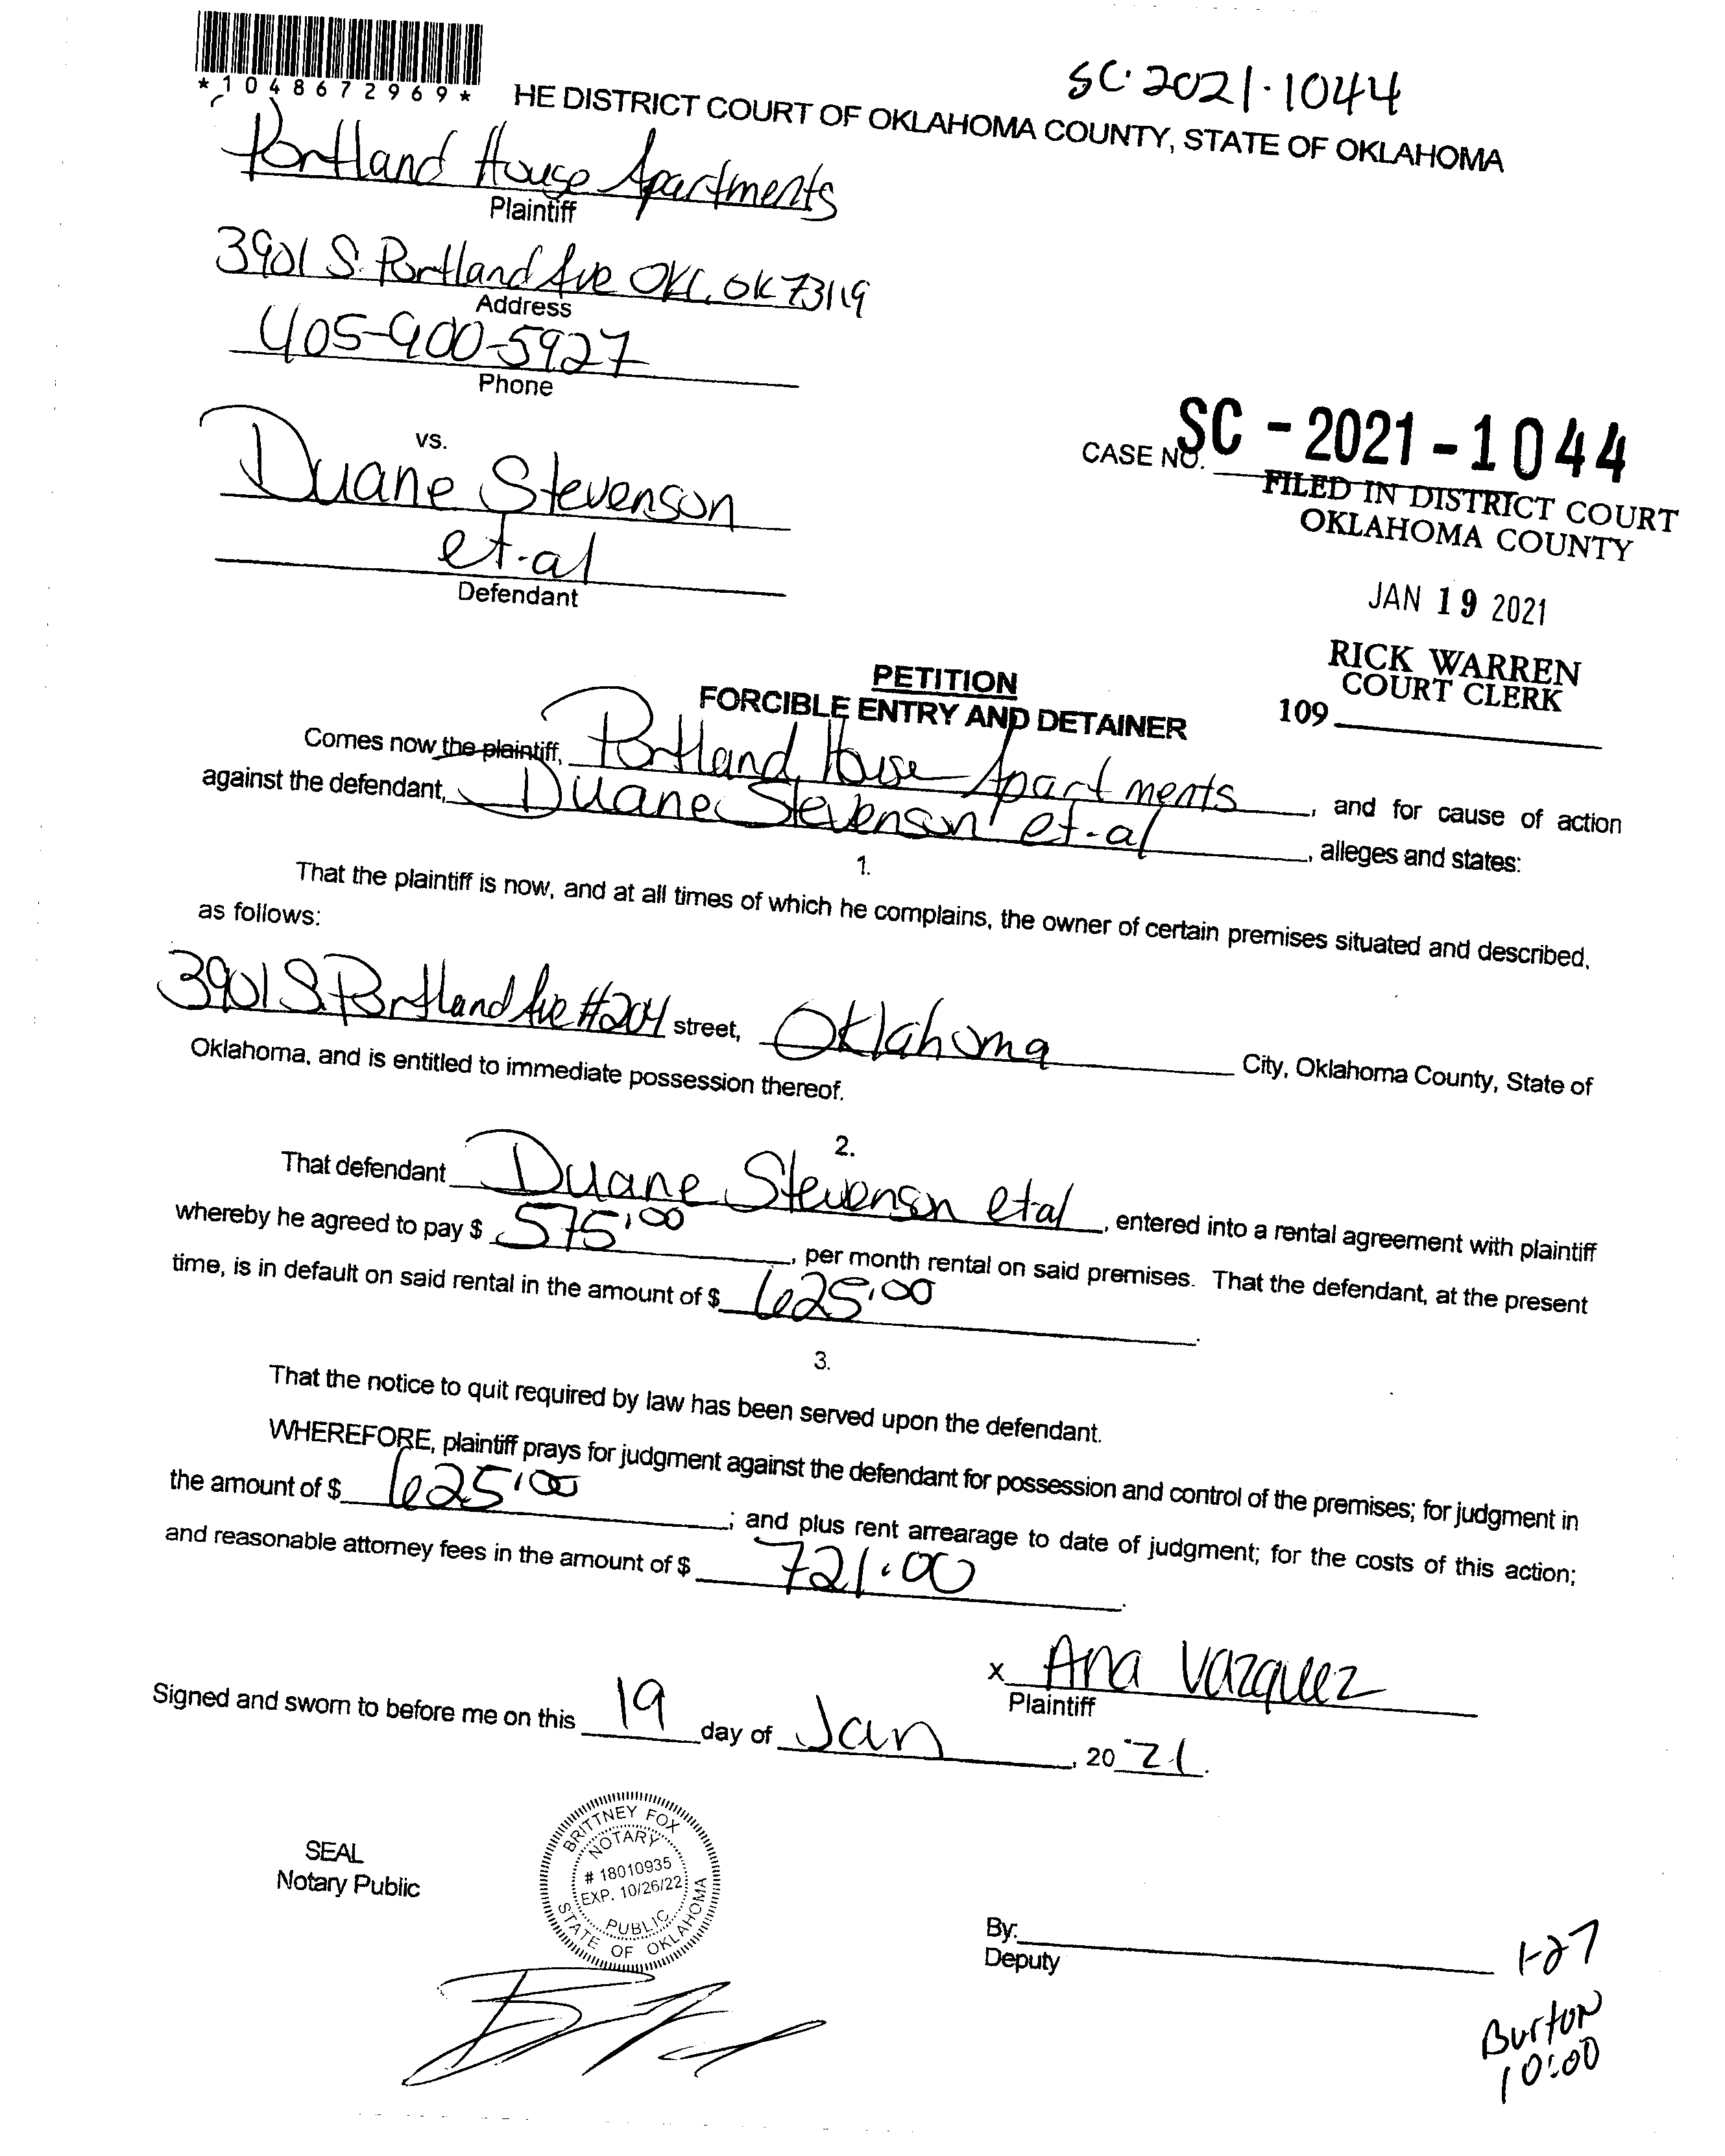 *1048672969*
SC·2021·1044
HE DISTRICT COURT OF OKLAHOMA COUNTY, STATE OF OKLAHOMA
Portland House Apartments
Plaintiff
3901 S. Portland Ave OKC, OK 73119
Address
405-900-5927
Phone
vs.
Duane Stevenson
et-al
Defendant
CASE NO. SC - 2021 - 1044
FILED IN DISTRICT COURT
OKLAHOMA COUNTY
JAN 19 2021
RICK WARREN
COURT CLERK
109
PETITION
FORCIBLE ENTRY AND DETAINER
Comes now the plaintiff, Portland House Apartments, and for cause of action
against the defendant, Duane Stevenson et-al, alleges and states:
1.
That the plaintiff is now, and at all times of which he complains, the owner of certain premises situated and described,
as follows:
3901 S. Portland Ave #204 street, Oklahoma City, Oklahoma County, State of
Oklahoma, and is entitled to immediate possession thereof.
2.
That defendant Duane Stevenson et al, entered into a rental agreement with plaintiff
whereby he agreed to pay $ 575.00, per month rental on said premises. That the defendant, at the present
time, is in default on said rental in the amount of $ 625.00.
3.
That the notice to quit required by law has been served upon the defendant.
WHEREFORE, plaintiff prays for judgment against the defendant for possession and control of the premises; for judgment in
the amount of $ 625.00; and plus rent arrearage to date of judgment; for the costs of this action;
and reasonable attorney fees in the amount of $ 721.00.
x Ana Vazquez
Plaintiff
Signed and sworn to before me on this 19 day of Jan, 20 21.
SEAL
Notary Public
BRITTNEY FOX
NOTARY
# 18010935
EXP. 10/26/22
PUBLIC
STATE OF OKLAHOMA
By:
Deputy
1-27
Burton
10:00